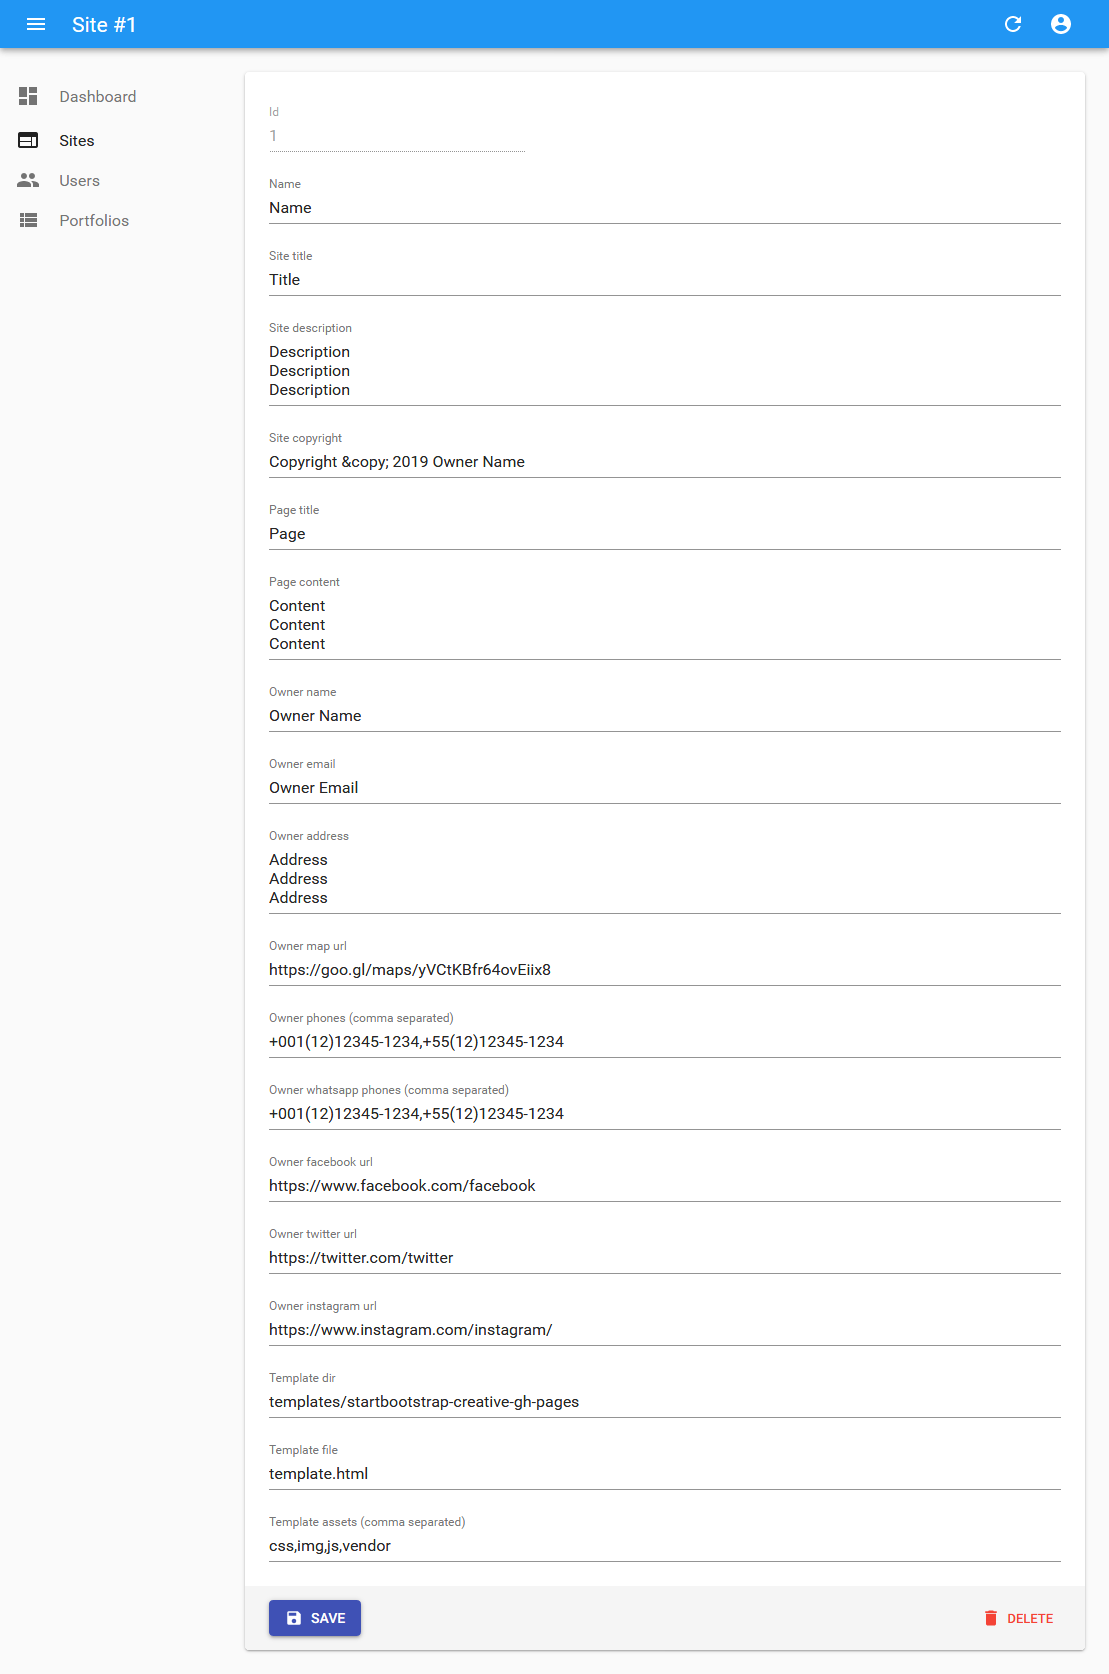 Site #1
Dashboard
Sites
Users
Portfolios
Id
1
Name
Name
Site title
Title
Site description
Description
Description
Description
Site copyright
Copyright &copy; 2019 Owner Name
Page title
Page
Page content
Content
Content
Content
Owner name
Owner Name
Owner email
Owner Email
Owner address
Address
Address
Address
Owner map url
https://goo.gl/maps/yVCtKBfr64ovEiix8
Owner phones (comma separated)
+001(12)12345-1234,+55(12)12345-1234
Owner whatsapp phones (comma separated)
+001(12)12345-1234,+55(12)12345-1234
Owner facebook url
https://www.facebook.com/facebook
Owner twitter url
https://twitter.com/twitter
Owner instagram url
https://www.instagram.com/instagram/
Template dir
templates/startbootstrap-creative-gh-pages
Template file
template.html
Template assets (comma separated)
css,img,js,vendor
SAVE
DELETE